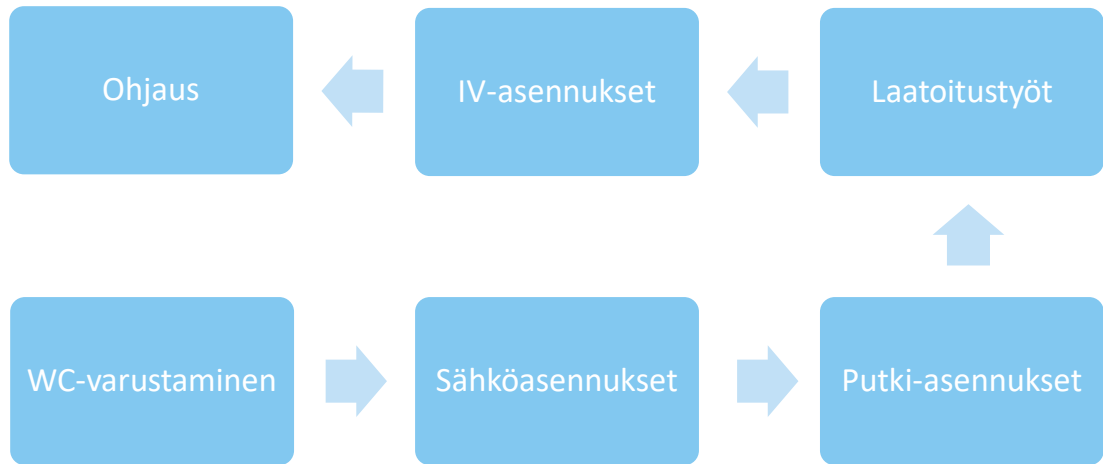 Ohjaus
IV-asennukset
Laatoitustyöt
WC-varustaminen
Sähköasennukset
Putki-asennukset